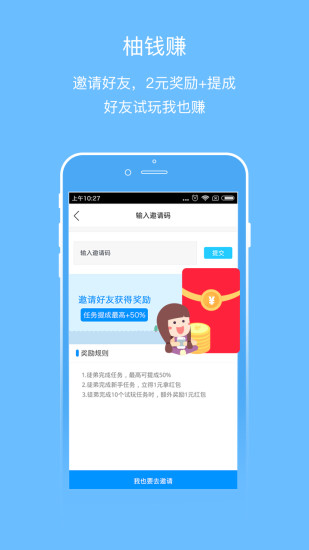 柚钱赚
邀请好友，2元奖励+提成
好友试玩我也赚
上午10:27
输入邀请码
输入邀请码
提交
邀请好友获得奖励
任务提成最高+50%
¥
奖励规则
1.徒弟完成任务，最高可提成50%
2.徒弟完成新手任务，立得1元拿红包
3.徒弟完成10个试玩任务时，额外奖励1元红包
我也要去邀请